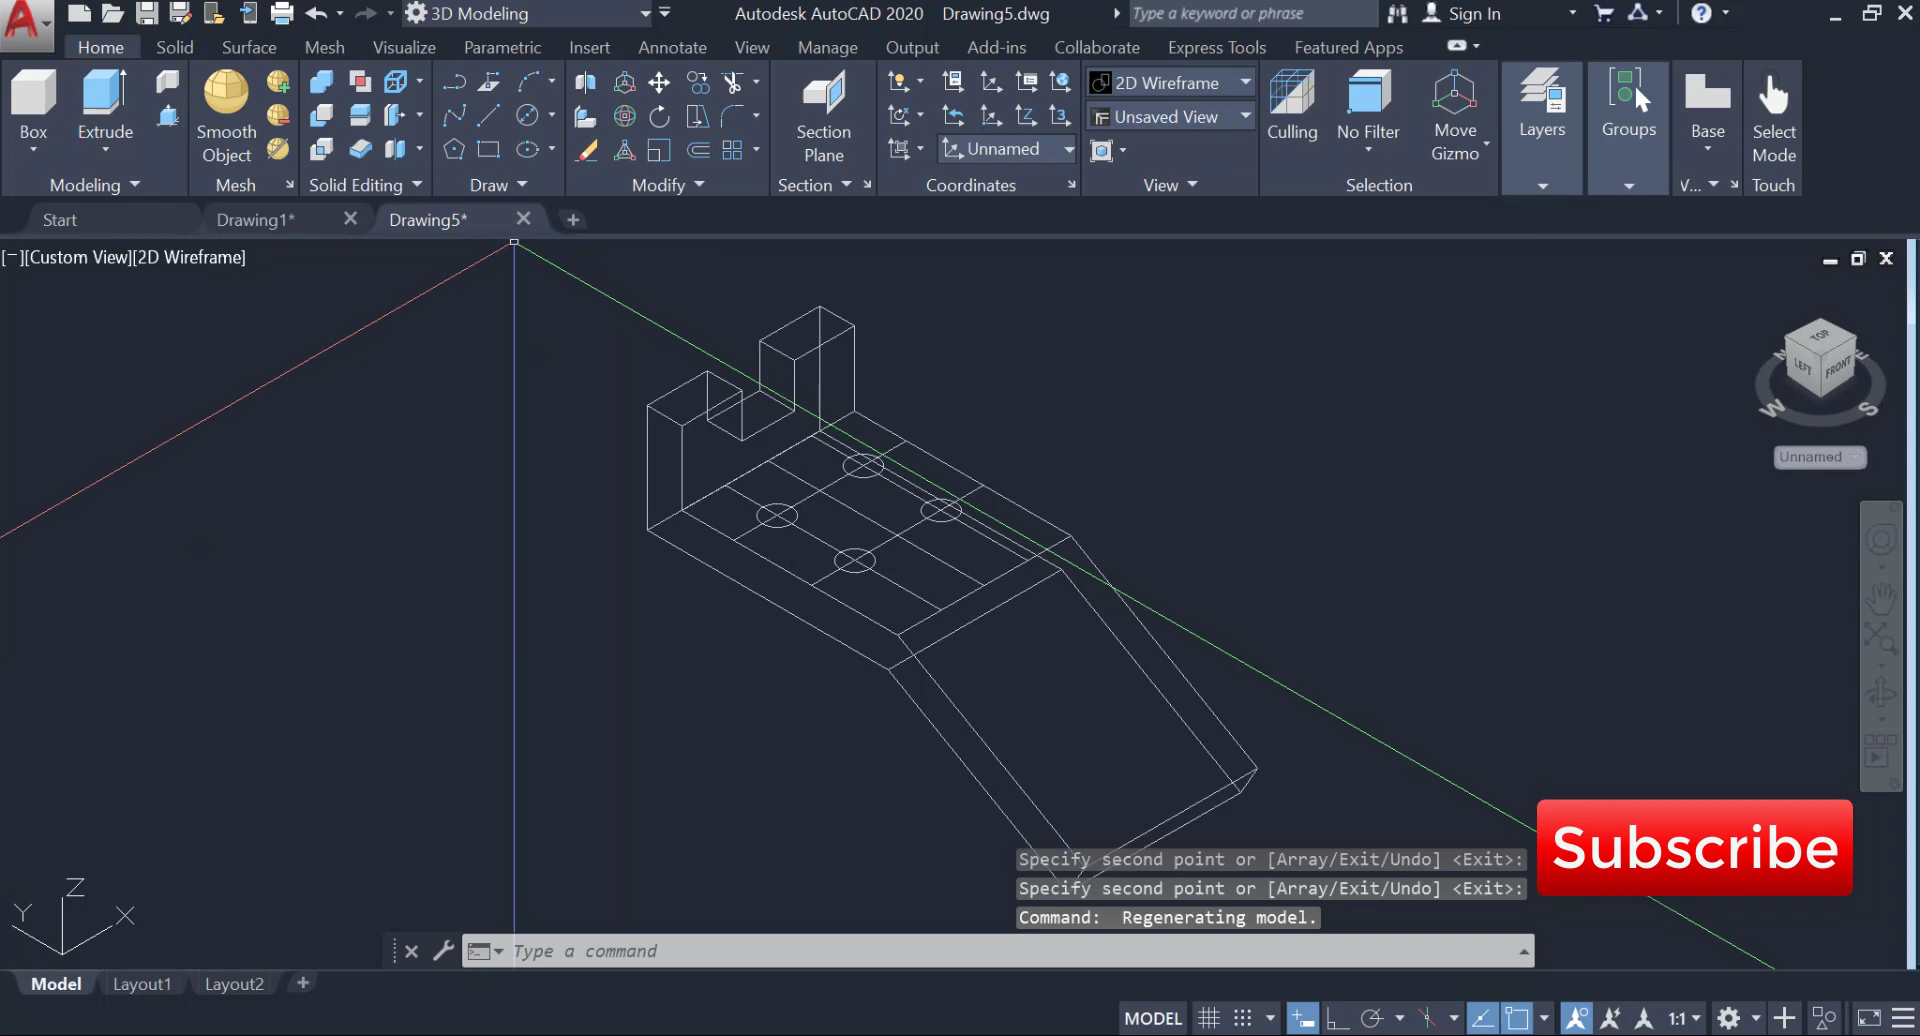 3D Modeling
Autodesk AutoCAD 2020 Drawing5.dwg
Type a keyword or phrase
Sign In
Home Solid Surface Mesh Visualize Parametric Insert Annotate View Manage Output Add-ins Collaborate Express Tools Featured Apps
Box
Extrude
Smooth
Object
Section
Plane
2D Wireframe
Unsaved View
Unnamed
Culling
No Filter
Move
Gizmo
Layers
Groups
Base
Select
Mode
Modeling Mesh Solid Editing Draw Modify Section Coordinates View Selection V... Touch
Start Drawing1* Drawing5*
[−][Custom View][2D Wireframe]
TOP
LEFT
FRONT
N
E
W
S
Unnamed
Specify second point or [Array/Exit/Undo] <Exit>:
Specify second point or [Array/Exit/Undo] <Exit>:
Command: Regenerating model.
Subscribe
Z
Y
X
Type a command
Model Layout1 Layout2
MODEL
1:1